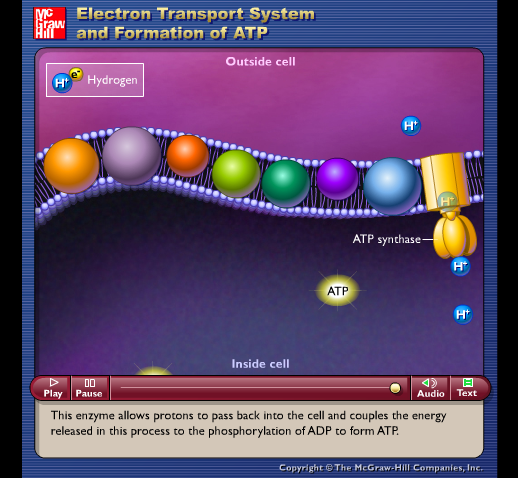 Mc
Graw
Hill
Electron Transport System
and Formation of ATP
Outside cell
H+ e- Hydrogen
H+
H+
ATP synthase
H+
ATP
H+
Inside cell
Play
Pause
Audio
Text
This enzyme allows protons to pass back into the cell and couples the energy
released in this process to the phosphorylation of ADP to form ATP.
Copyright © The McGraw-Hill Companies, Inc.